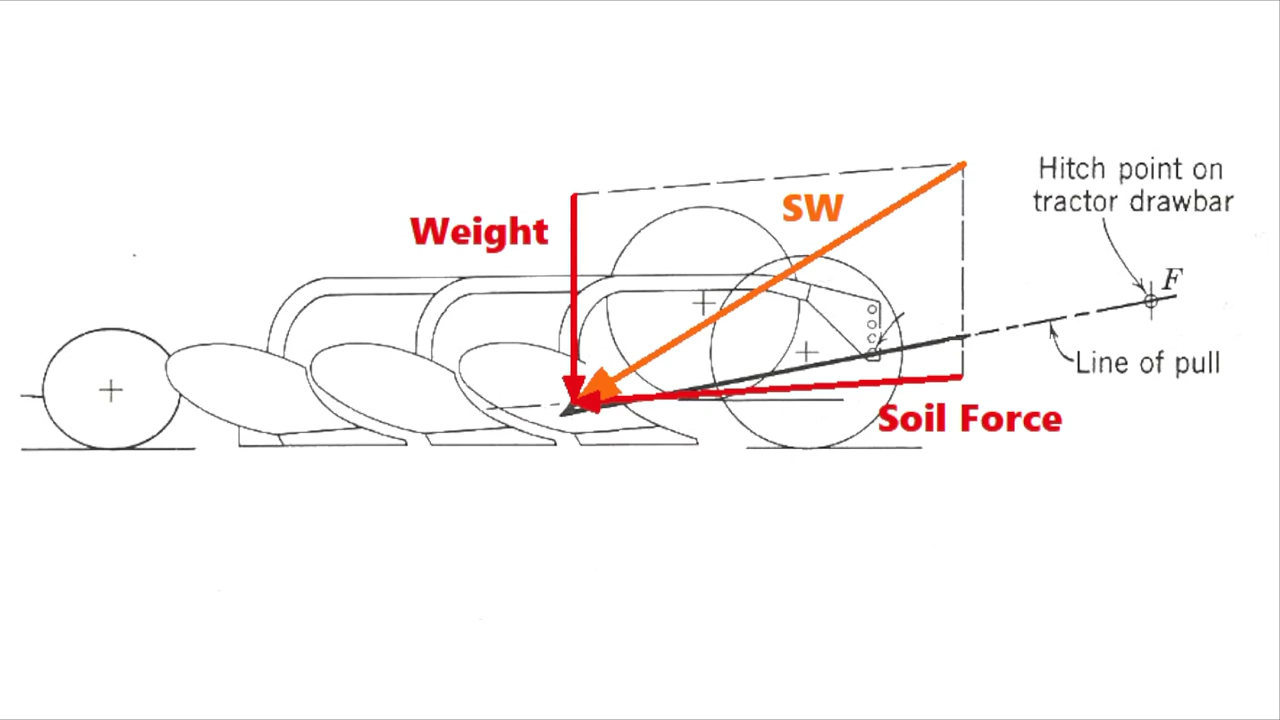 Hitch point on
tractor drawbar
SW
Weight
F
Line of pull
Soil Force